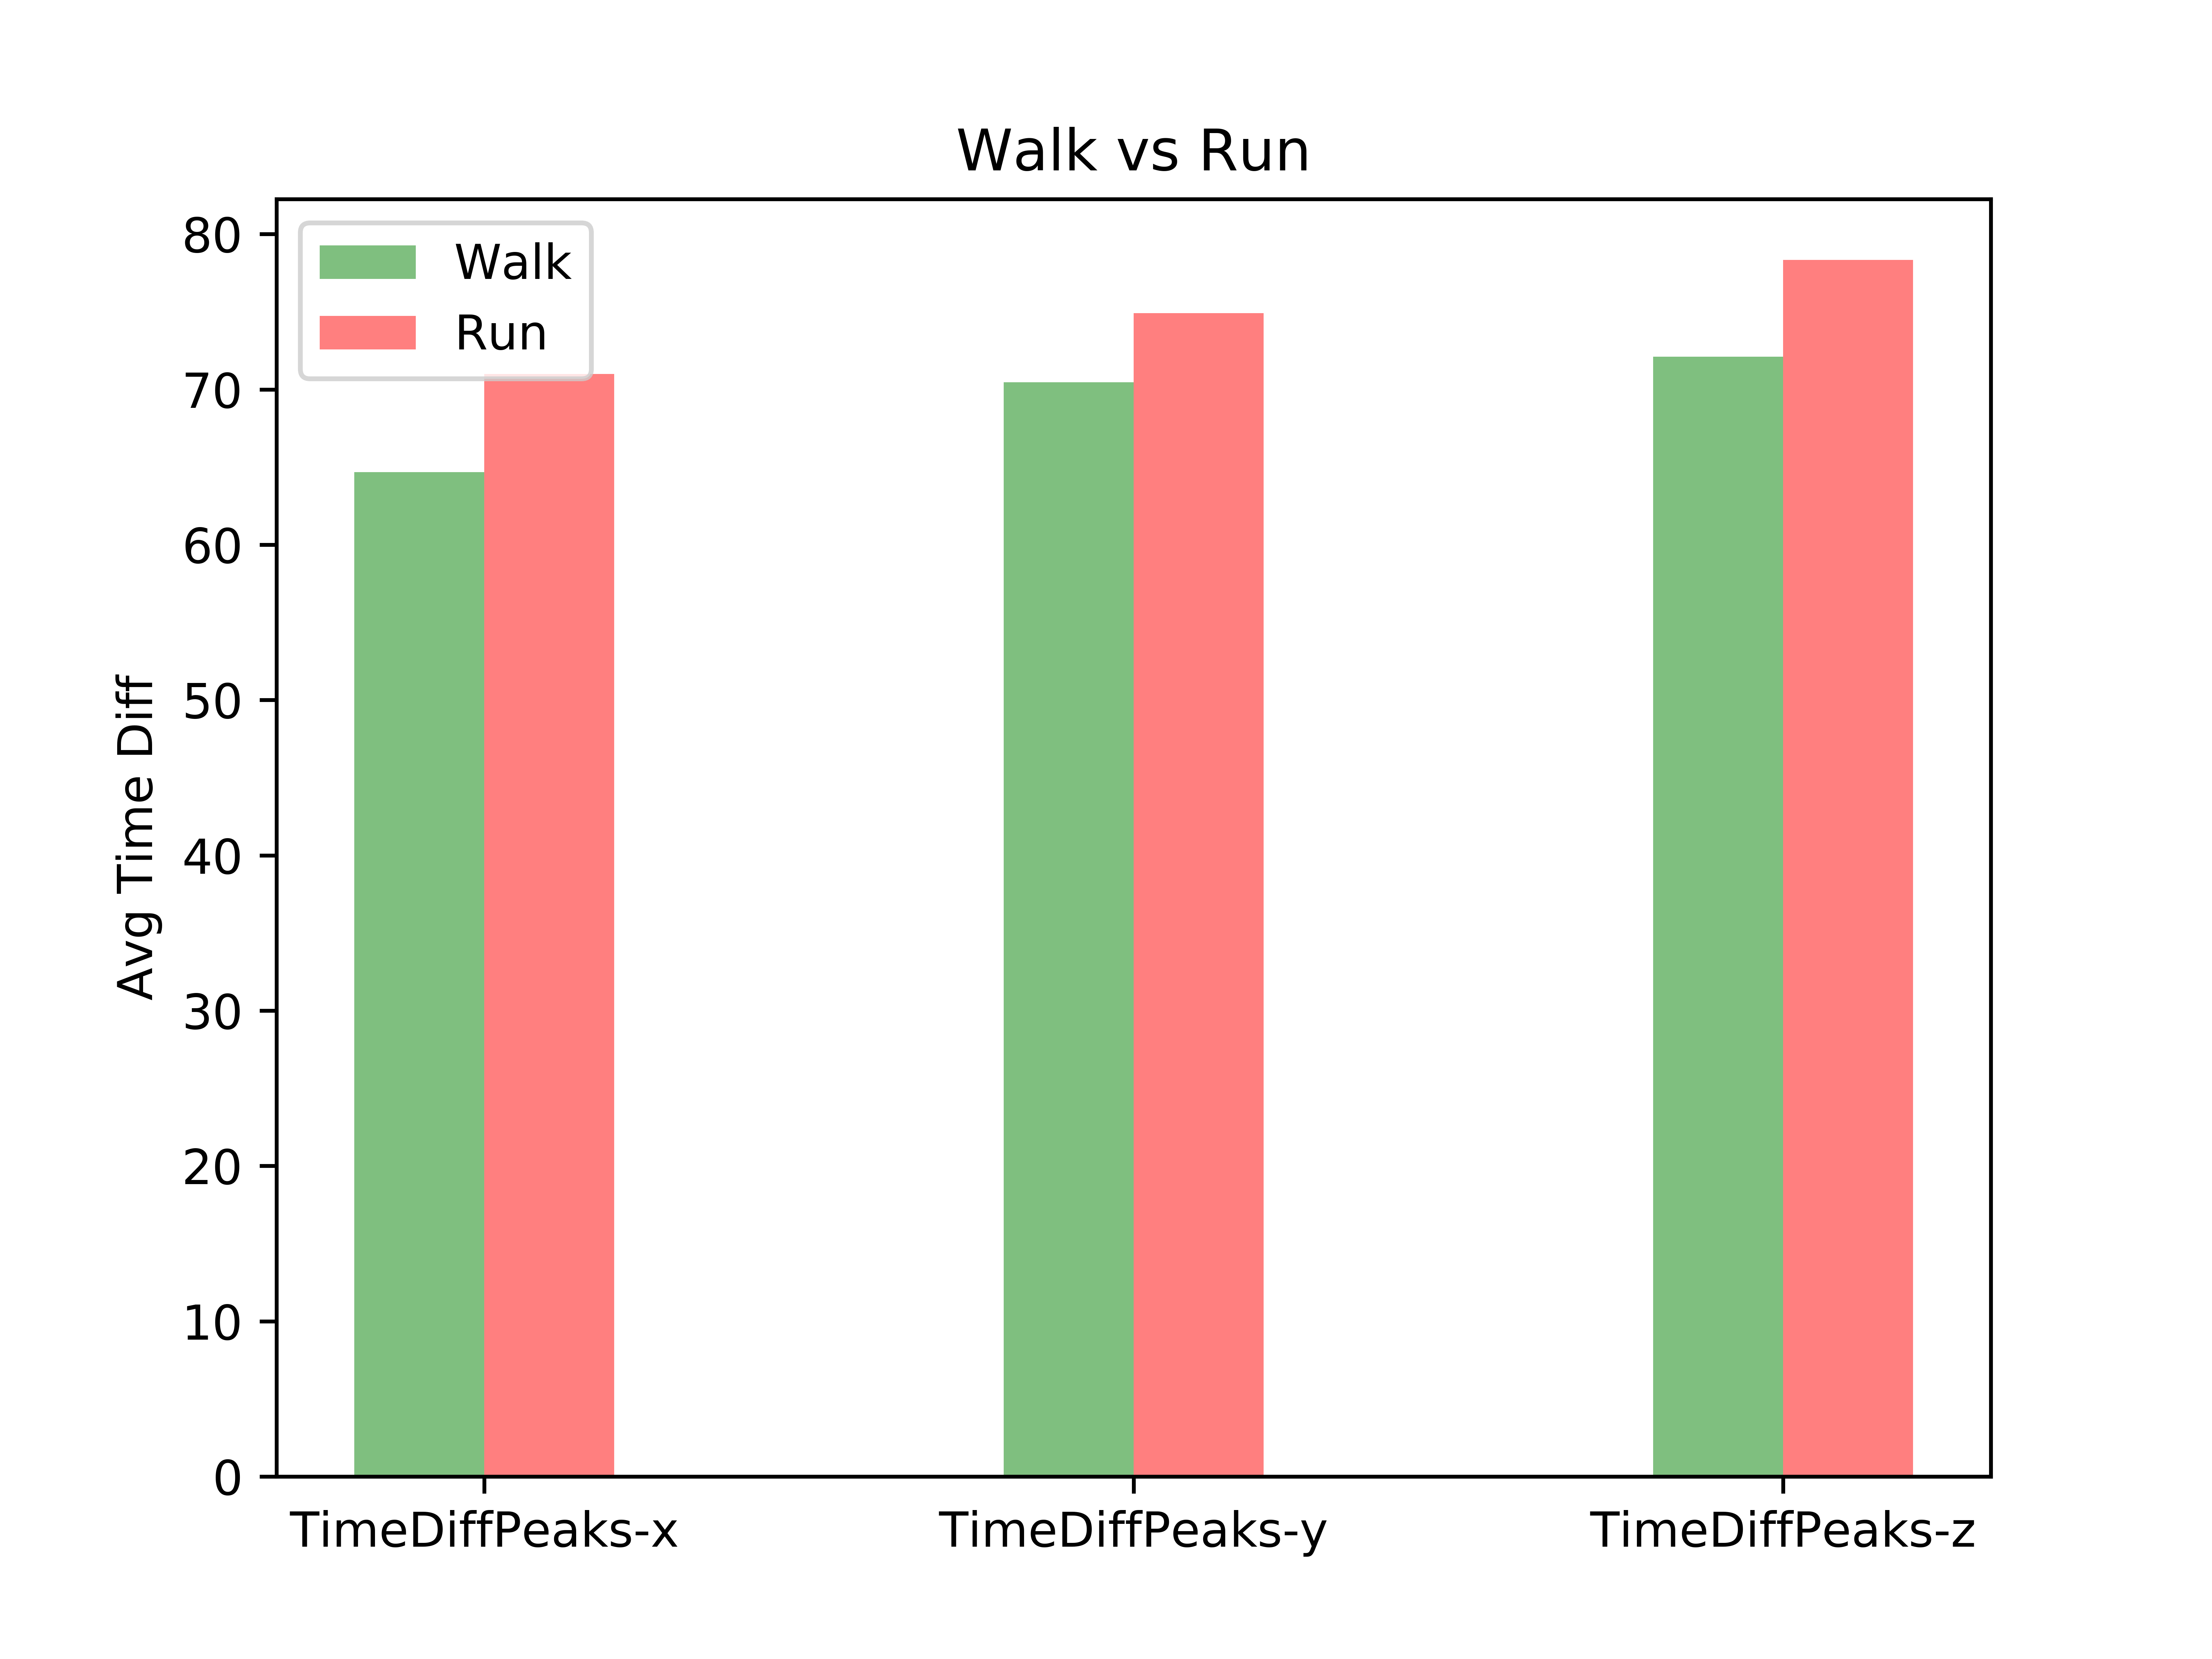 Walk vs Run
Walk
Run
Avg Time Diff
80
70
60
50
40
30
20
10
0
TimeDiffPeaks-x
TimeDiffPeaks-y
TimeDiffPeaks-z